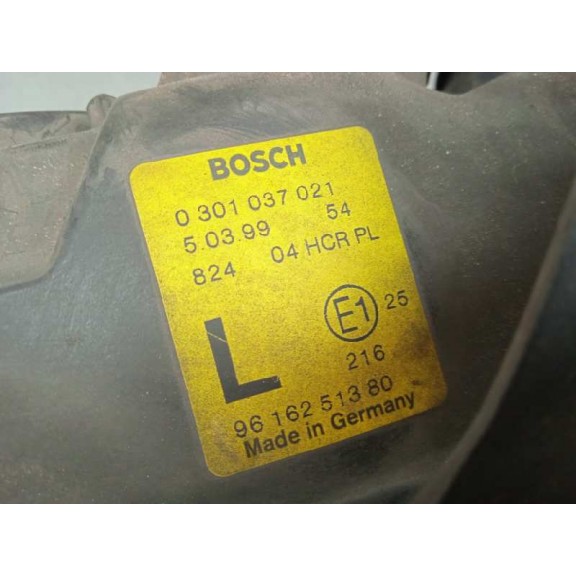 BOSCH
0 301 037 021
5.03.99 54
824 04 HCR PL
L E1 25
216
96 162 513 80
Made in Germany